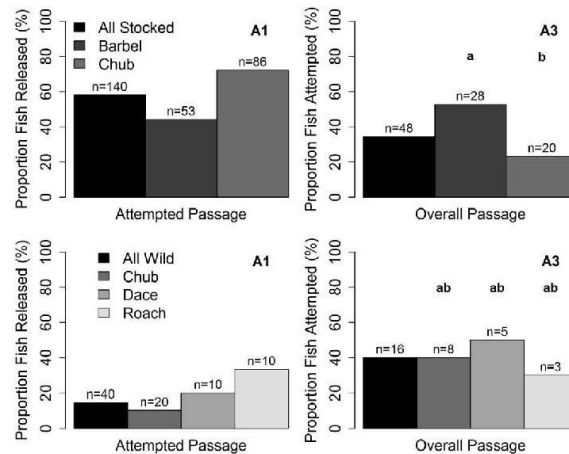 Proportion Fish Released (%)
100
80
60
40
20
0
All Stocked
Barbel
Chub
A1
n=140
n=53
n=86
Attempted Passage
Proportion Fish Attempted (%)
100
80
60
40
20
0
A3
a
b
n=48
n=28
n=20
Overall Passage
Proportion Fish Released (%)
100
80
60
40
20
0
All Wild
Chub
Dace
Roach
A1
n=40
n=20
n=10
n=10
Attempted Passage
Proportion Fish Attempted (%)
100
80
60
40
20
0
A3
ab
ab
ab
n=16
n=8
n=5
n=3
Overall Passage